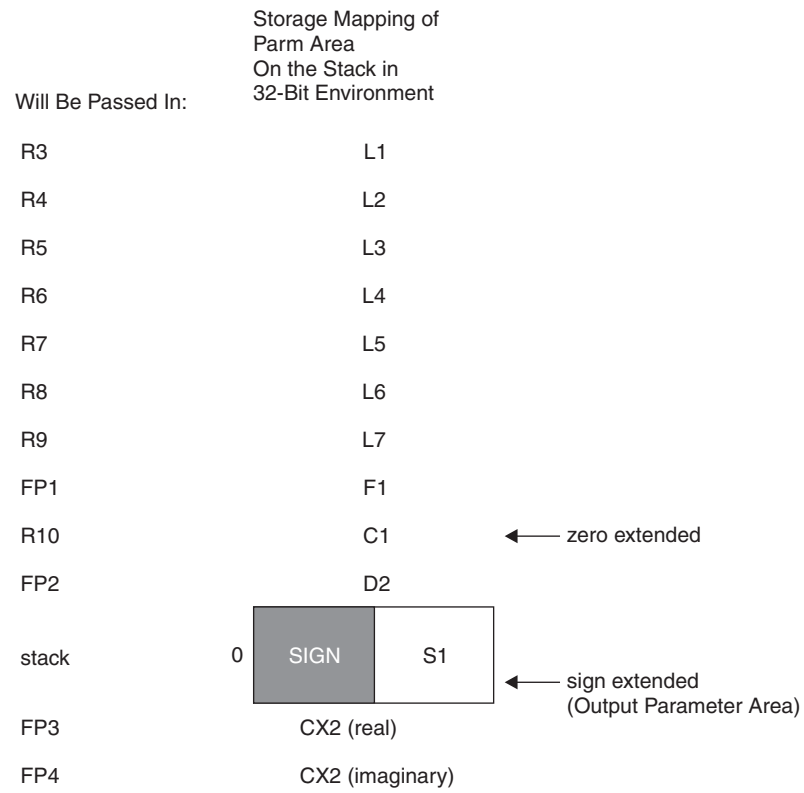 Storage Mapping of
Parm Area
On the Stack in
32-Bit Environment
Will Be Passed In:
R3 L1
R4 L2
R5 L3
R6 L4
R7 L5
R8 L6
R9 L7
FP1 F1
R10 C1 zero extended
FP2 D2
stack 0 SIGN S1
sign extended
(Output Parameter Area)
FP3 CX2 (real)
FP4 CX2 (imaginary)